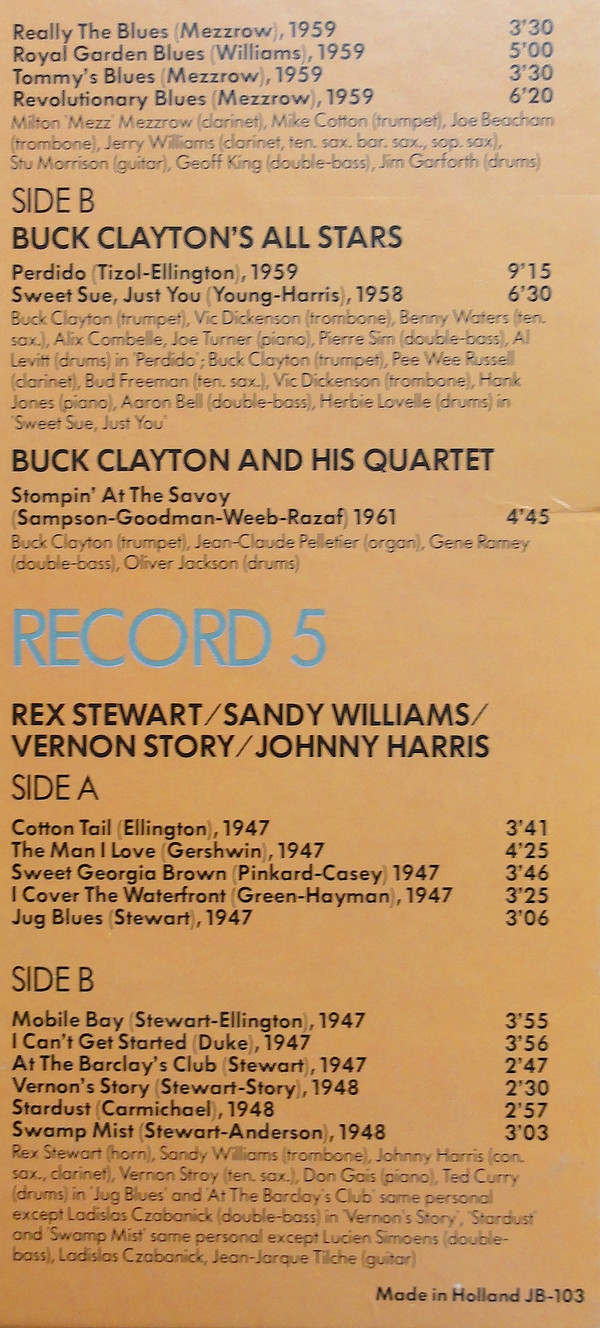 Really The Blues (Mezzrow), 1959 3'30
Royal Garden Blues (Williams), 1959 5'00
Tommy's Blues (Mezzrow), 1959 3'30
Revolutionary Blues (Mezzrow), 1959 6'20
Milton 'Mezz' Mezzrow (clarinet), Mike Cotton (trumpet), Joe Beacham
(trombone), Jerry Williams (clarinet, ten. sax. bar. sax., sop. sax),
Stu Morrison (guitar), Geoff King (double-bass), Jim Garforth (drums)
SIDE B
BUCK CLAYTON'S ALL STARS
Perdido (Tizol-Ellington), 1959 9'15
Sweet Sue, Just You (Young-Harris), 1958 6'30
Buck Clayton (trumpet), Vic Dickenson (trombone), Benny Waters (ten.
sax.), Alix Combelle, Joe Turner (piano), Pierre Sim (double-bass), Al
Levitt (drums) in 'Perdido'; Buck Clayton (trumpet), Pee Wee Russell
(clarinet), Bud Freeman (ten. sax.), Vic Dickenson (trombone), Hank
Jones (piano), Aaron Bell (double-bass), Herbie Lovelle (drums) in
'Sweet Sue, Just You'
BUCK CLAYTON AND HIS QUARTET
Stompin' At The Savoy
(Sampson-Goodman-Weeb-Razaf) 1961 4'45
Buck Clayton (trumpet), Jean-Claude Pelletier (organ), Gene Ramey
(double-bass), Oliver Jackson (drums)
RECORD 5
REX STEWART/SANDY WILLIAMS/
VERNON STORY/JOHNNY HARRIS
SIDE A
Cotton Tail (Ellington), 1947 3'41
The Man I Love (Gershwin), 1947 4'25
Sweet Georgia Brown (Pinkard-Casey) 1947 3'46
I Cover The Waterfront (Green-Hayman), 1947 3'25
Jug Blues (Stewart), 1947 3'06
SIDE B
Mobile Bay (Stewart-Ellington), 1947 3'55
I Can't Get Started (Duke), 1947 3'56
At The Barclay's Club (Stewart), 1947 2'47
Vernon's Story (Stewart-Story), 1948 2'30
Stardust (Carmichael), 1948 2'57
Swamp Mist (Stewart-Anderson), 1948 3'03
Rex Stewart (horn), Sandy Williams (trombone), Johnny Harris (con.
sax., clarinet), Vernon Stroy (ten. sax.), Don Gais (piano), Ted Curry
(drums) in 'Jug Blues' and 'At The Barclay's Club' same personal
except Ladislas Czabanick (double-bass) in 'Vernon's Story', 'Stardust'
and 'Swamp Mist' same personal except Lucien Simoens (double-
bass), Ladislas Czabanick, Jean-Jarque Tilche (guitar)
Made in Holland JB-103